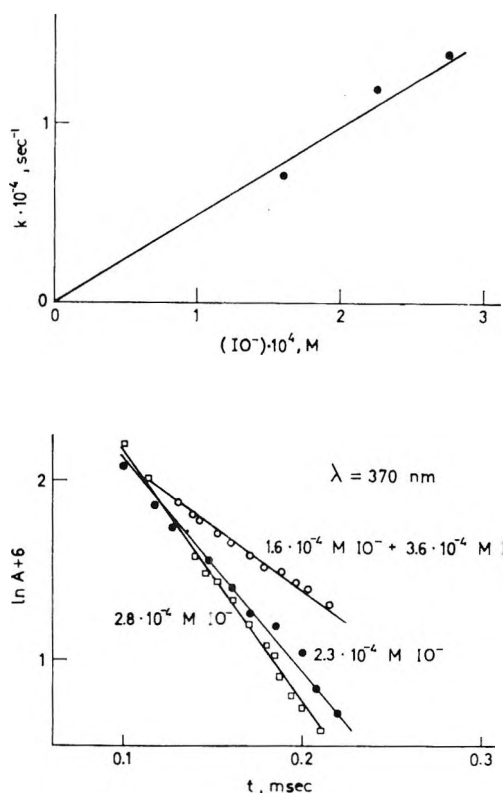 k·10⁻⁴, sec⁻¹
1
0
0
1
2
3
(IO⁻)·10⁴, M
ln A+6
2
1
λ = 370 nm
1.6·10⁻⁴ M IO⁻ + 3.6·10⁻⁴ M
2.8·10⁻⁴ M IO⁻
2.3·10⁻⁴ M IO⁻
0.1
0.2
0.3
t, msec